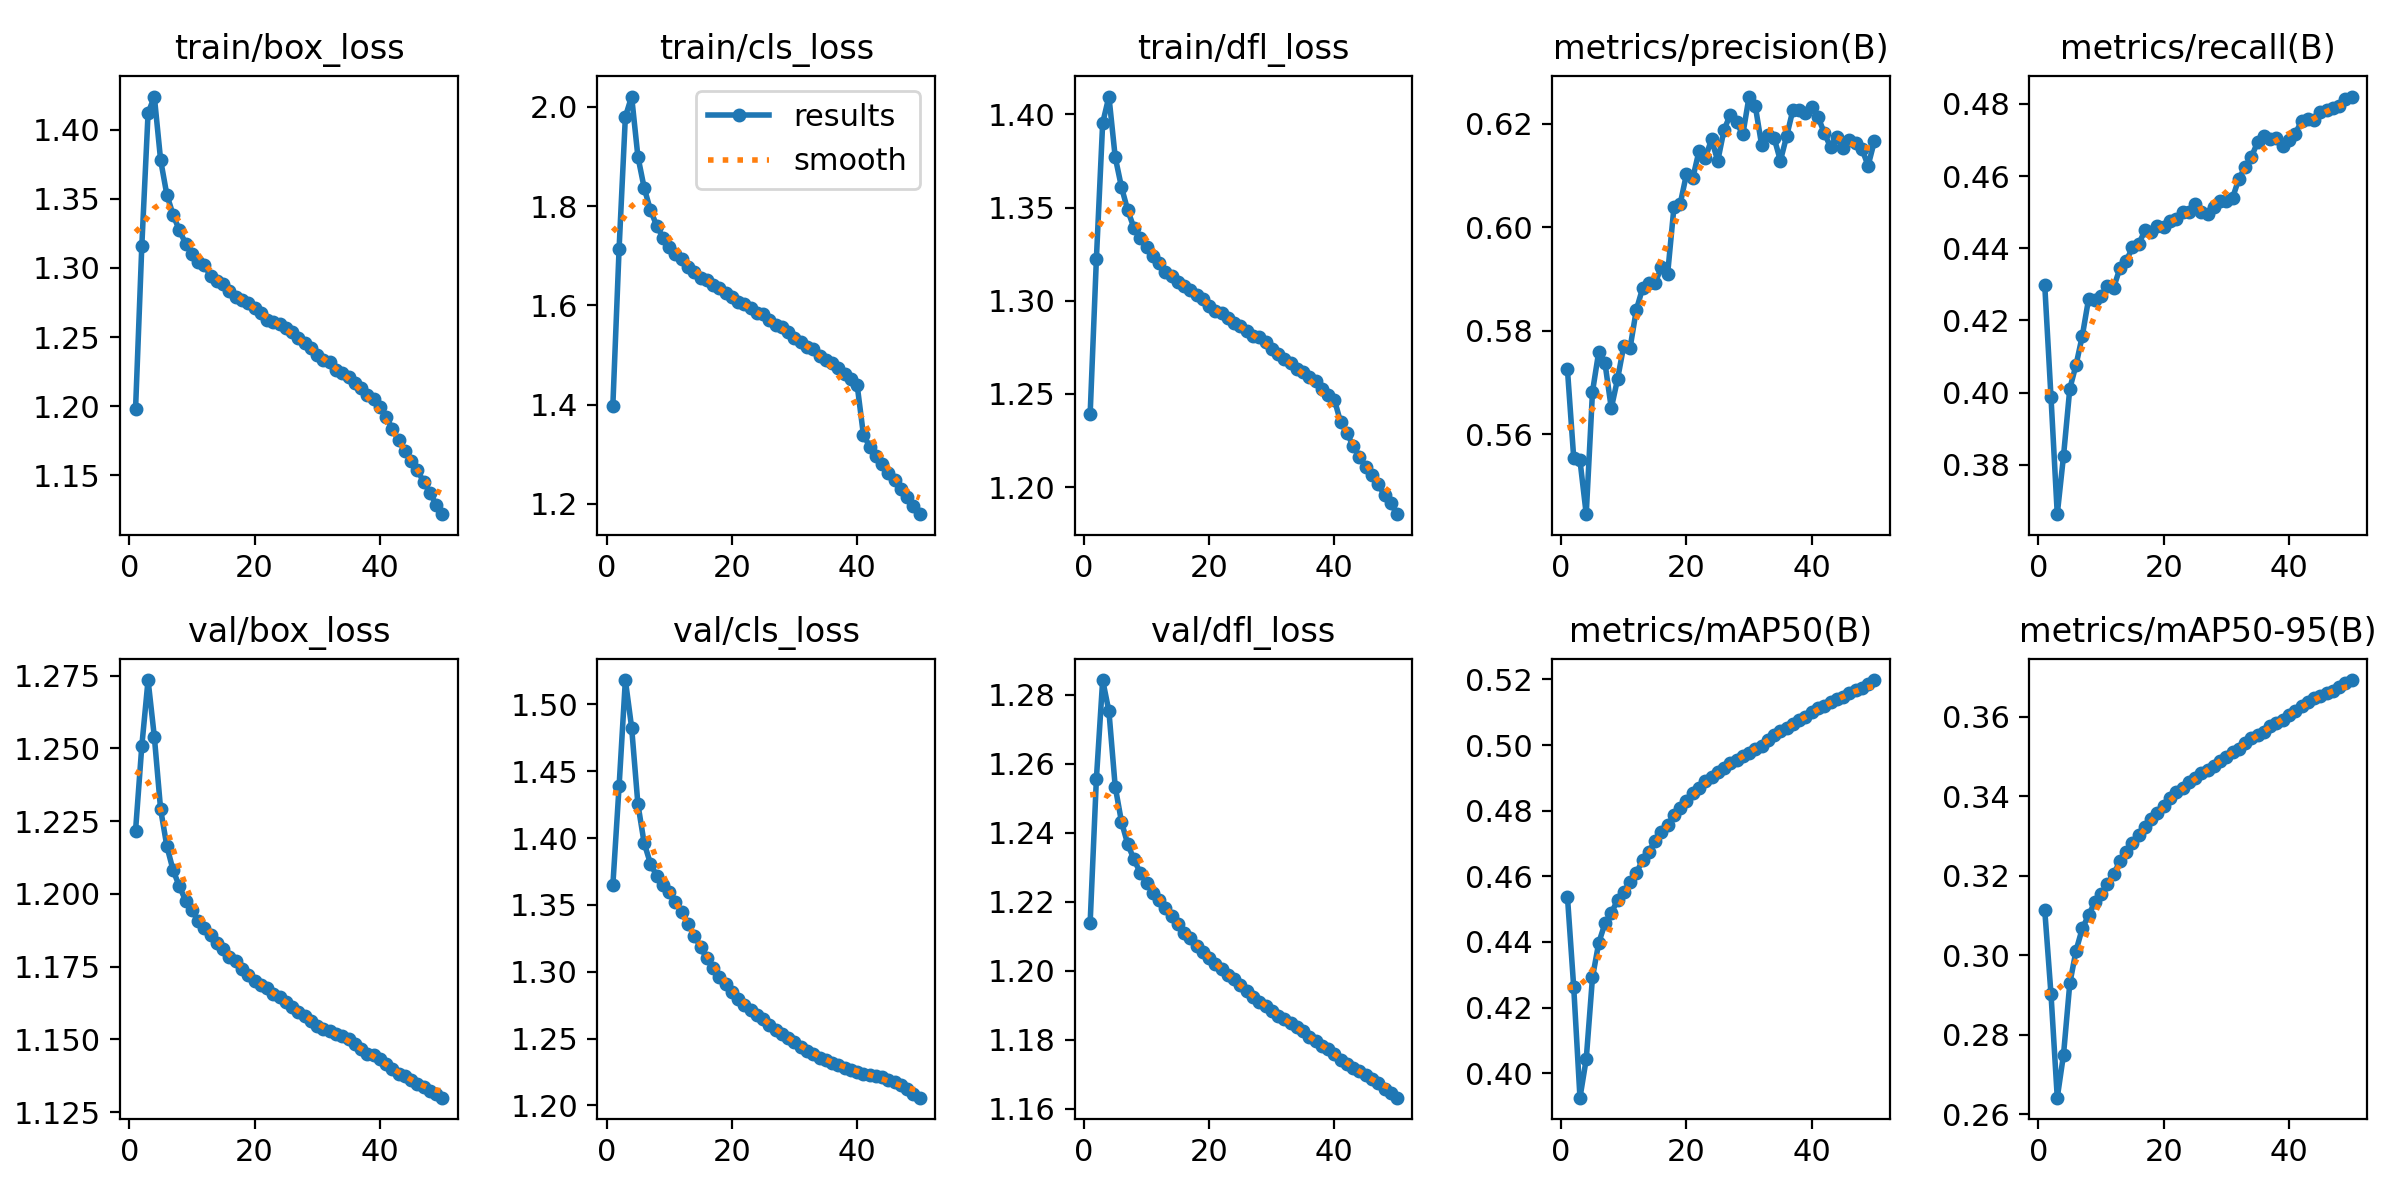 train/box_loss
1.40
1.35
1.30
1.25
1.20
1.15
0 20 40
train/cls_loss
results
smooth
2.0
1.8
1.6
1.4
1.2
0 20 40
train/dfl_loss
1.40
1.35
1.30
1.25
1.20
0 20 40
metrics/precision(B)
0.62
0.60
0.58
0.56
0 20 40
metrics/recall(B)
0.48
0.46
0.44
0.42
0.40
0.38
0 20 40
val/box_loss
1.275
1.250
1.225
1.200
1.175
1.150
1.125
0 20 40
val/cls_loss
1.50
1.45
1.40
1.35
1.30
1.25
1.20
0 20 40
val/dfl_loss
1.28
1.26
1.24
1.22
1.20
1.18
1.16
0 20 40
metrics/mAP50(B)
0.52
0.50
0.48
0.46
0.44
0.42
0.40
0 20 40
metrics/mAP50-95(B)
0.36
0.34
0.32
0.30
0.28
0.26
0 20 40